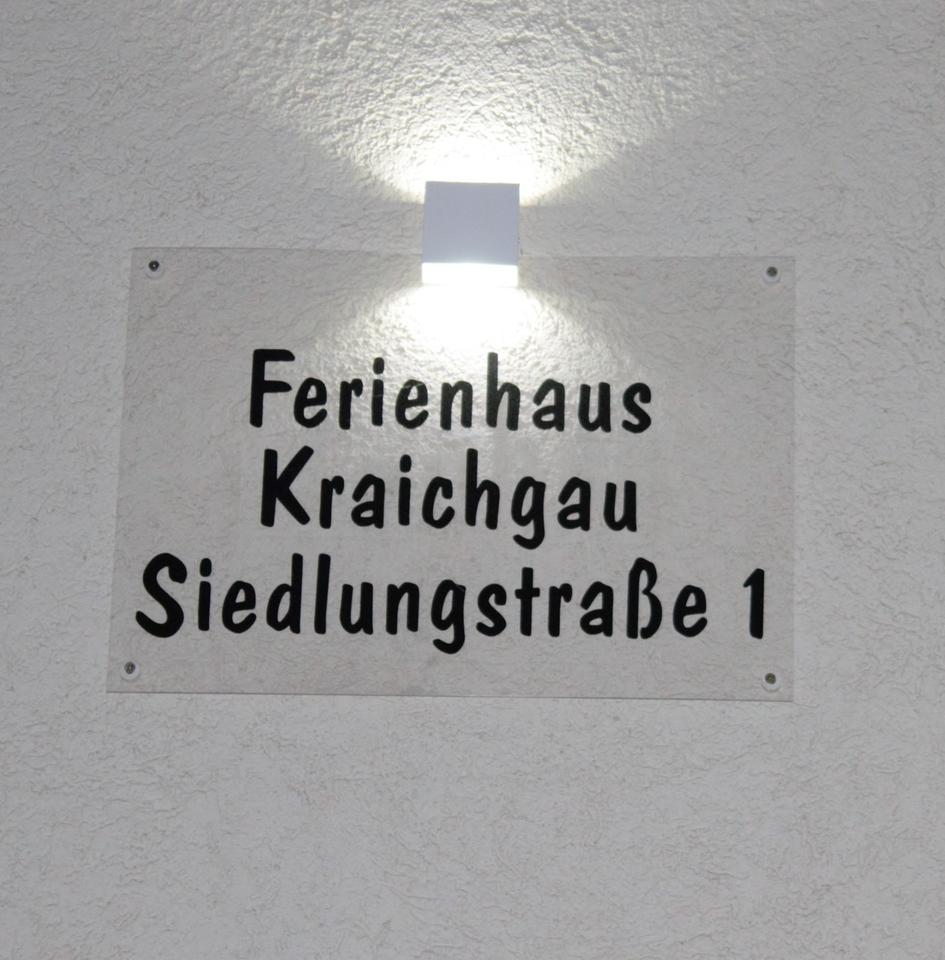 Ferienhaus
Kraichgau
Siedlungstraße 1